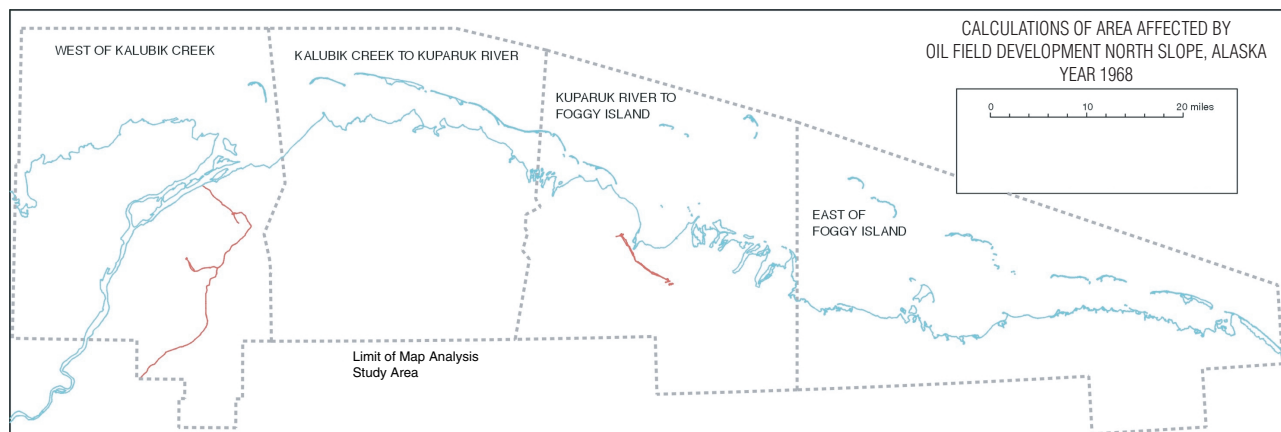 CALCULATIONS OF AREA AFFECTED BY
OIL FIELD DEVELOPMENT NORTH SLOPE, ALASKA
YEAR 1968
WEST OF KALUBIK CREEK
KALUBIK CREEK TO KUPARUK RIVER
KUPARUK RIVER TO
FOGGY ISLAND
0 10 20 miles
EAST OF
FOGGY ISLAND
Limit of Map Analysis
Study Area